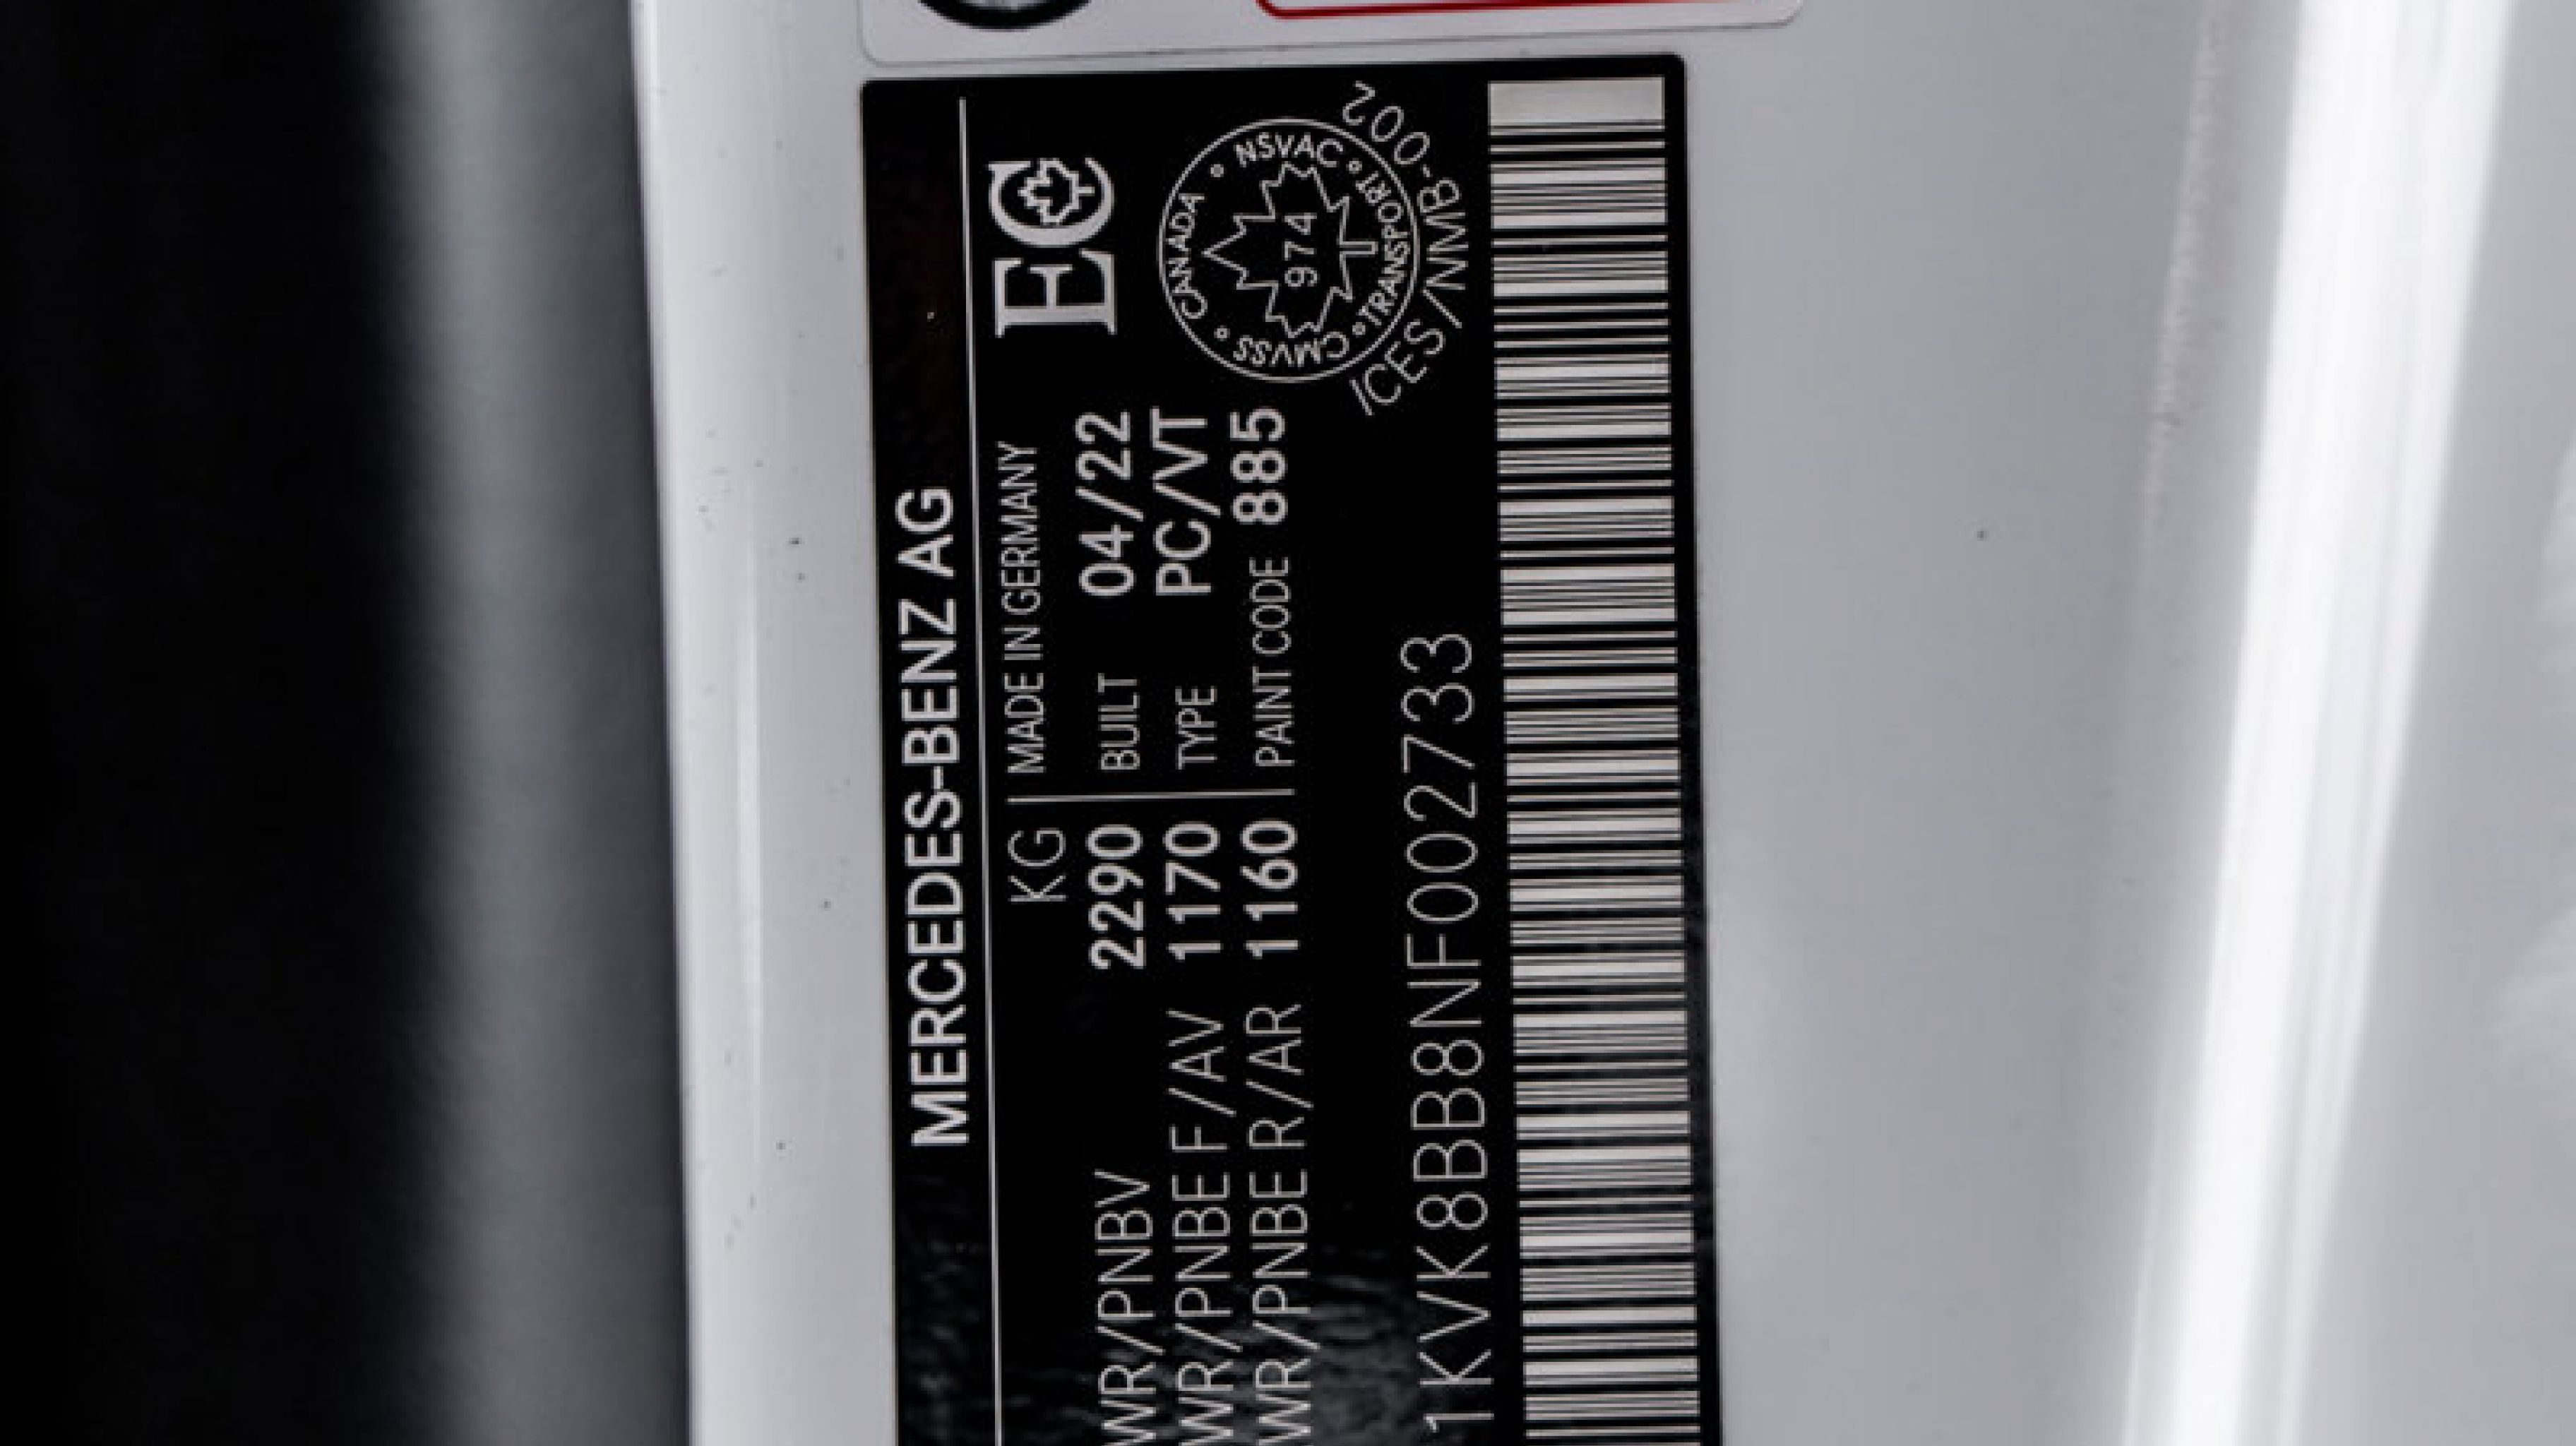 MERCEDES-BENZ AG
KG
MADE IN GERMANY
WR/PNBV 2290
BUILT 04/22
WR/PNBE F/AV 1170
TYPE PC/VT
WR/PNBE R/AR 1160
PAINT CODE 885
EC
CANADA • NSVAC • TRANSPORT • CMVSS
974
ICES/NMB-002
1KVK8BB8NF002733